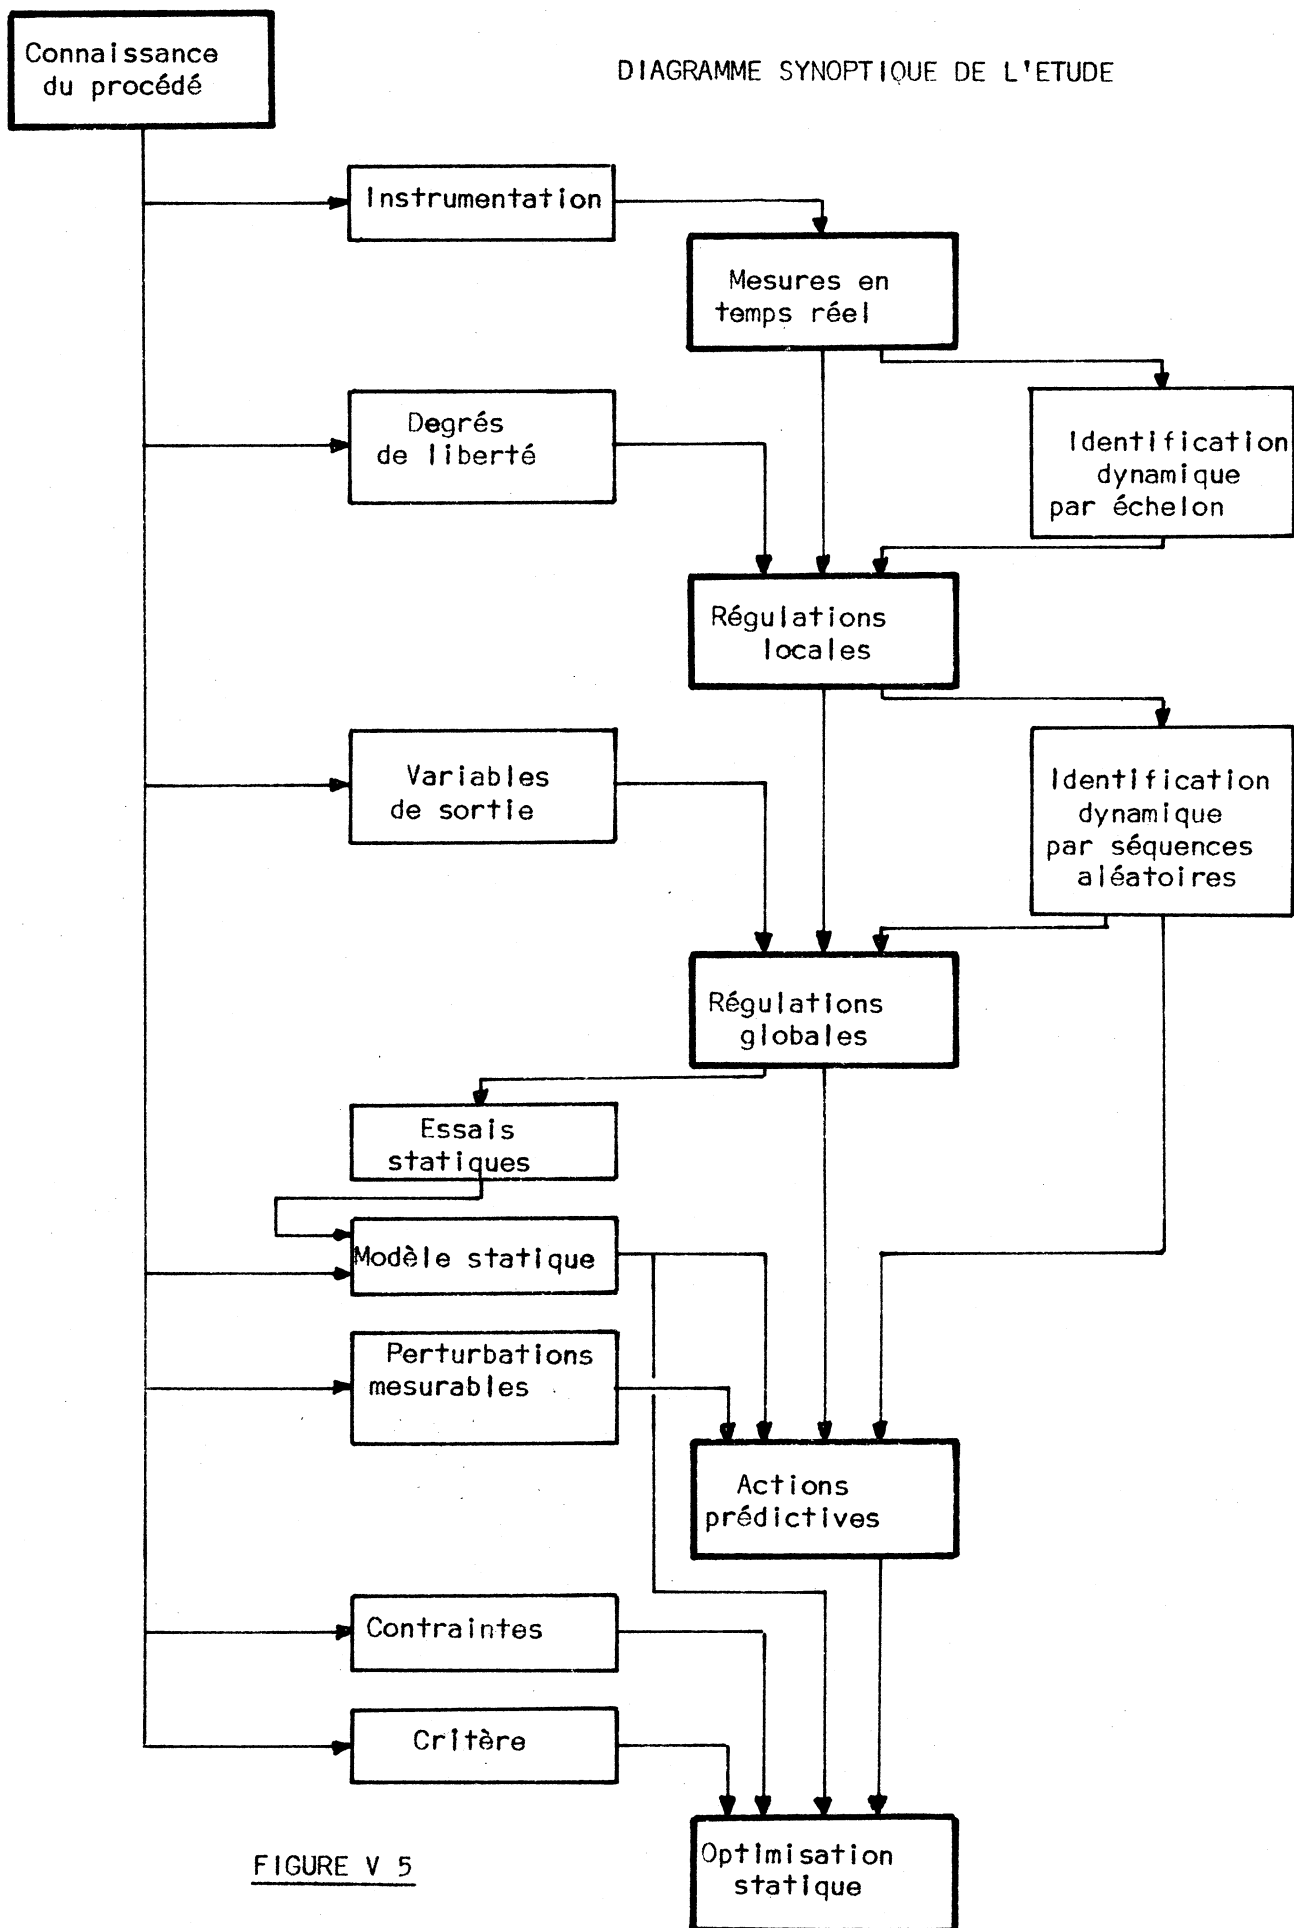 Connaissance
du procédé
DIAGRAMME SYNOPTIQUE DE L'ETUDE
Instrumentation
Mesures en
temps réel
Degrés
de liberté
Identification
dynamique
par échelon
Régulations
locales
Variables
de sortie
Identification
dynamique
par séquences
aléatoires
Régulations
globales
Essais
statiques
Modèle statique
Perturbations
mesurables
Actions
prédictives
Contraintes
Critère
Optimisation
statique
FIGURE V 5